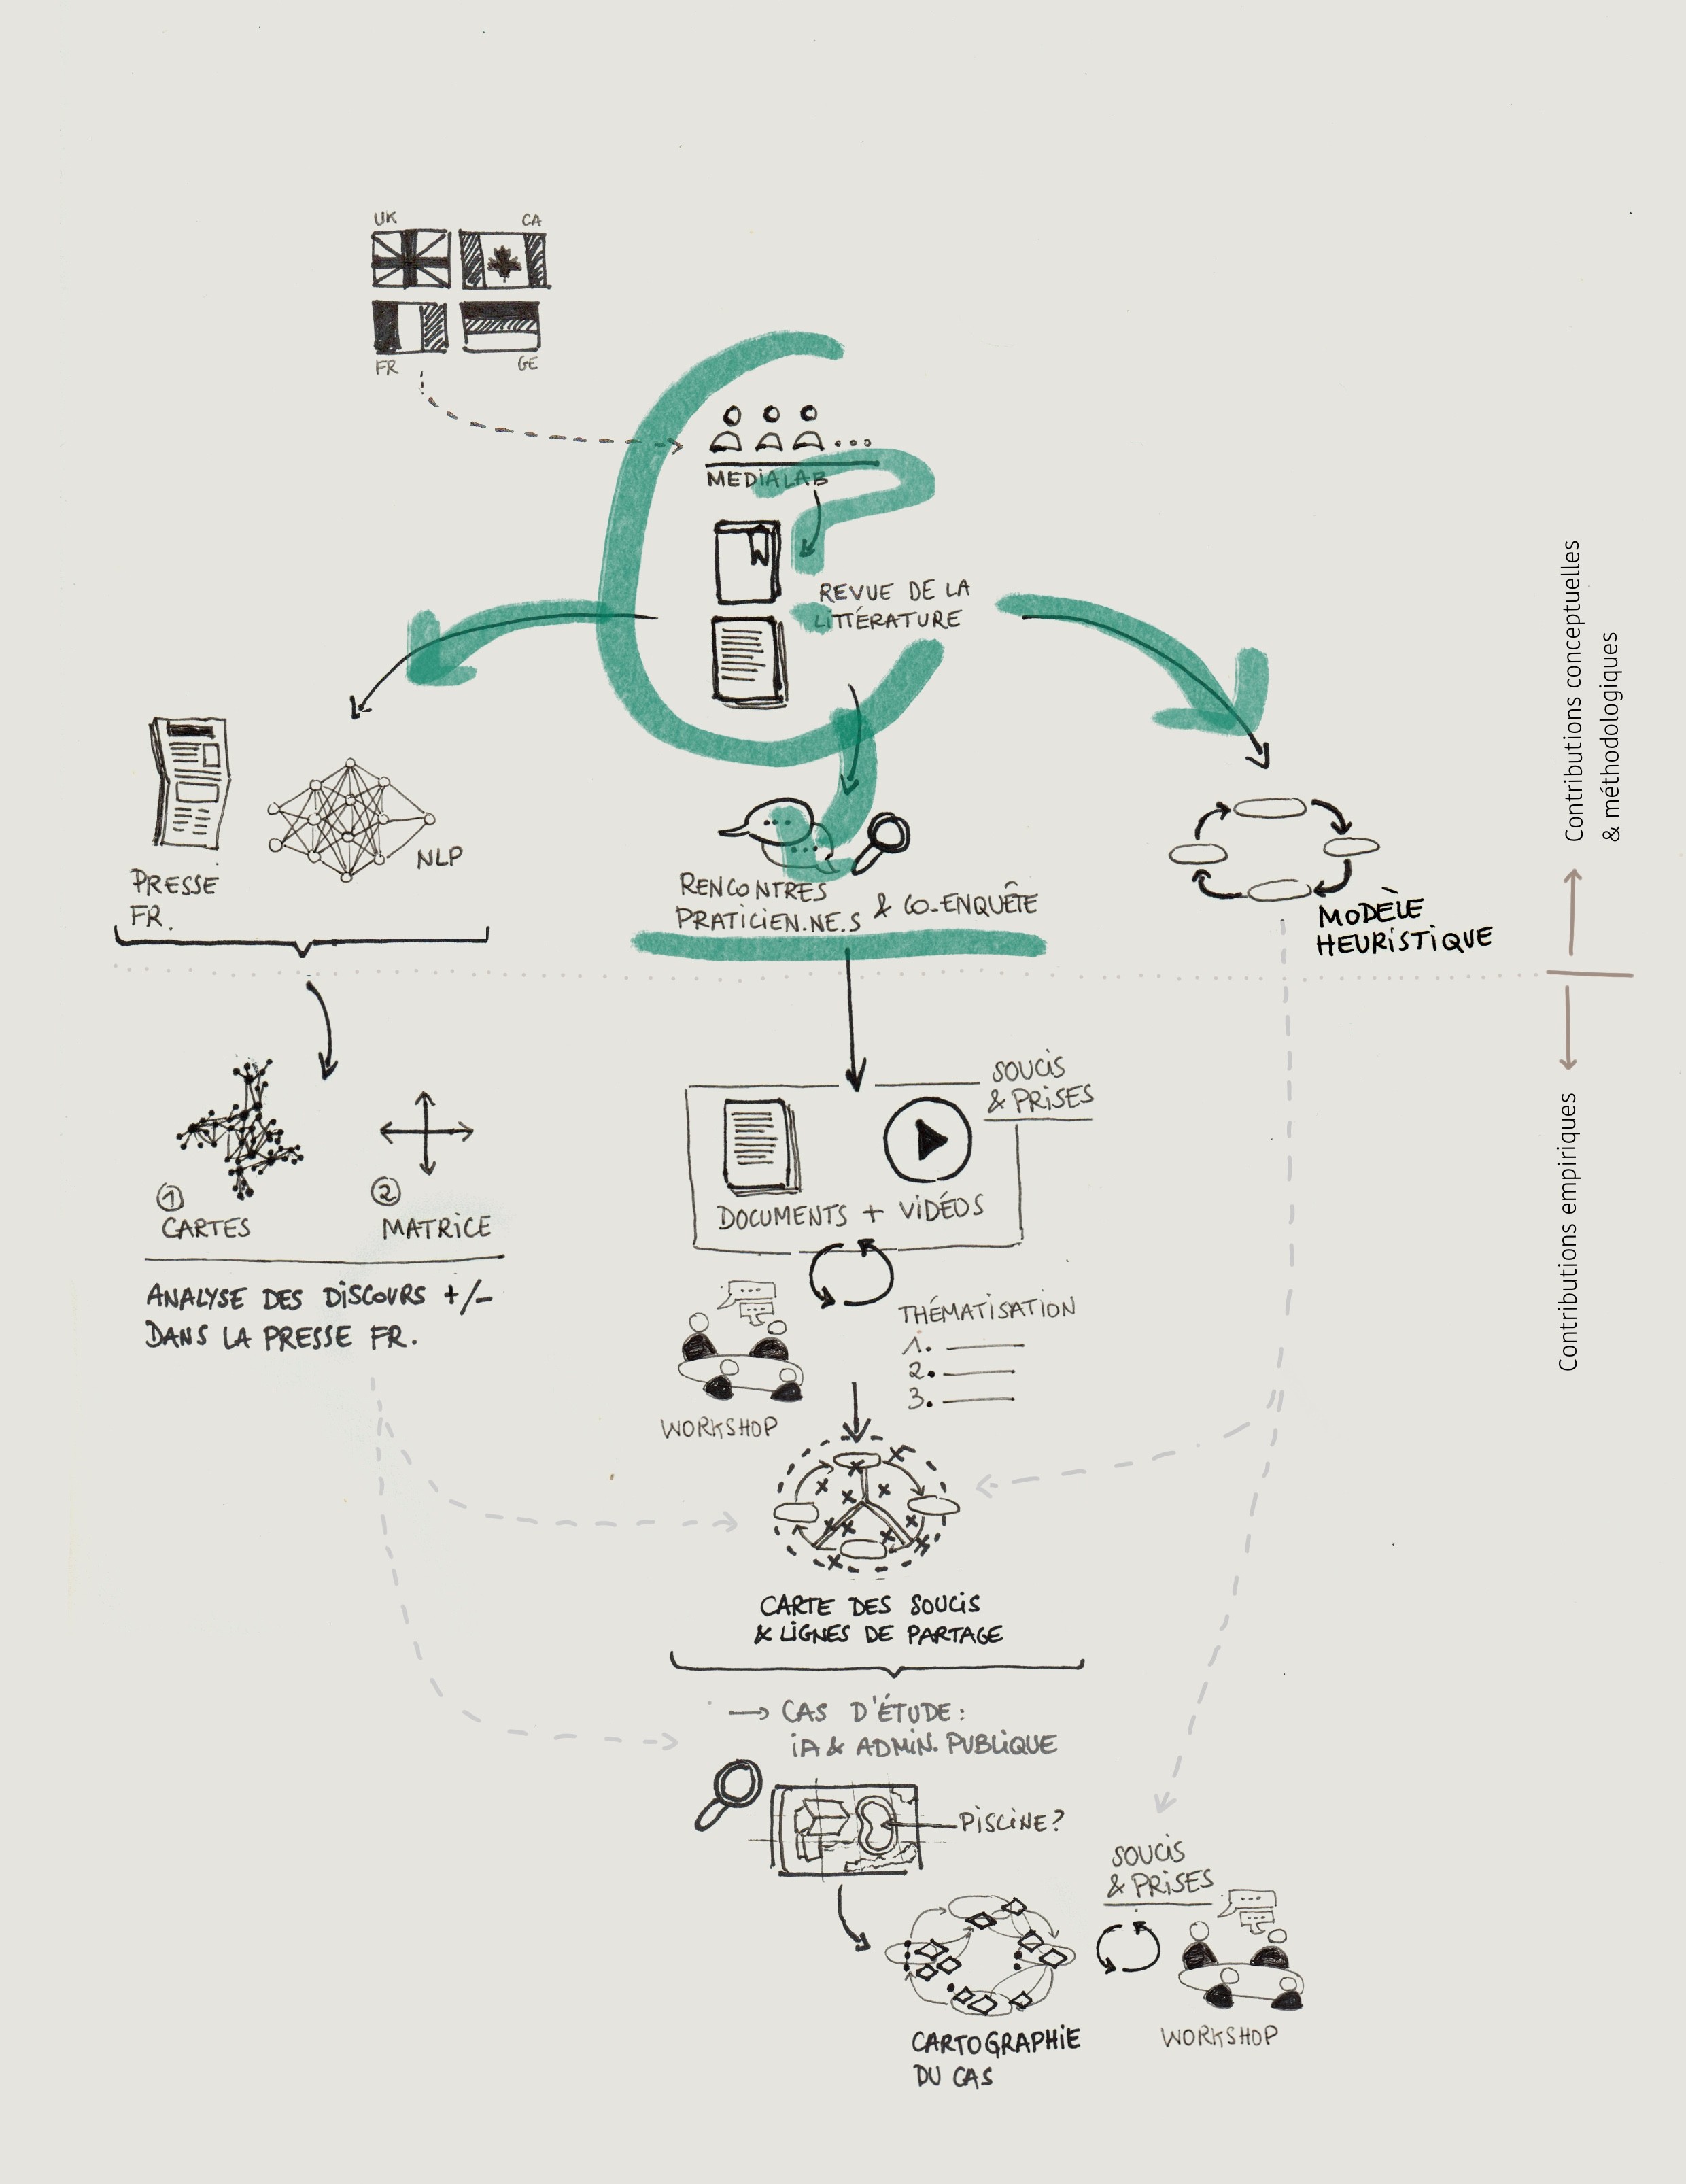 UK
CA
FR
GE
MEDIALAB
REVUE DE LA
LITTÉRATURE
PRESSE
FR.
NLP
RENCONTRES
PRATICIEN.NE.S
& CO-ENQUÊTE
MODÈLE
HEURISTIQUE
Contributions conceptuelles
& méthodologiques
Contributions empiriques
1
CARTES
2
MATRICE
ANALYSE DES DISCOURS +/-
DANS LA PRESSE FR.
SOUCIS
& PRISES
DOCUMENTS + VIDÉOS
WORKSHOP
THÉMATISATION
1.
2.
3.
CARTE DES SOUCIS
& LIGNES DE PARTAGE
→ CAS D'ÉTUDE :
IA & ADMIN. PUBLIQUE
PISCINE?
SOUCIS
& PRISES
CARTOGRAPHIE
DU CAS
WORKSHOP